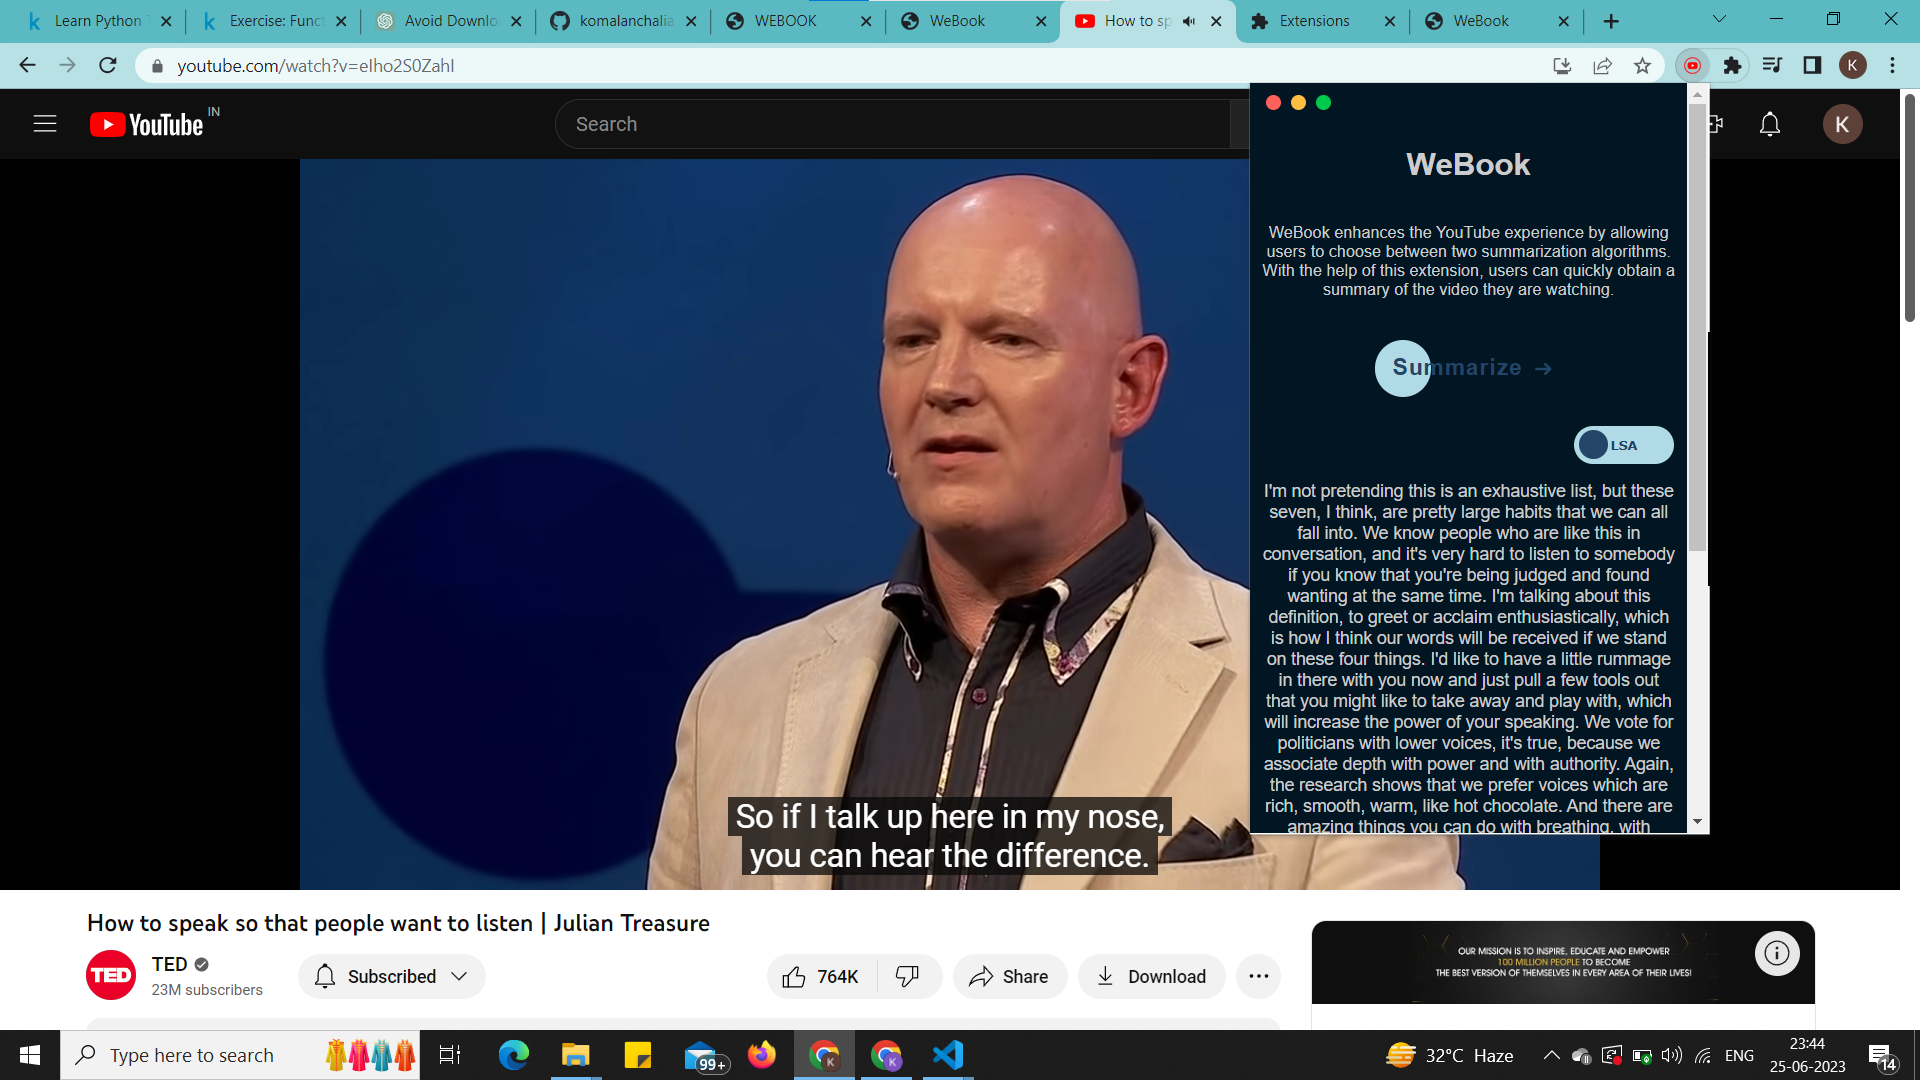 Learn Python T
Exercise: Funct
Avoid Downlo
komalanchalia
WEBOOK
WeBook
How to sp
Extensions
WeBook
youtube.com/watch?v=eIho2S0ZahI
K
YouTube IN
Search
K
WeBook
WeBook enhances the YouTube experience by allowing
users to choose between two summarization algorithms.
With the help of this extension, users can quickly obtain a
summary of the video they are watching.
Summarize →
LSA
I'm not pretending this is an exhaustive list, but these
seven, I think, are pretty large habits that we can all
fall into. We know people who are like this in
conversation, and it's very hard to listen to somebody
if you know that you're being judged and found
wanting at the same time. I'm talking about this
definition, to greet or acclaim enthusiastically, which
is how I think our words will be received if we stand
on these four things. I'd like to have a little rummage
in there with you now and just pull a few tools out
that you might like to take away and play with, which
will increase the power of your speaking. We vote for
politicians with lower voices, it's true, because we
associate depth with power and with authority. Again,
the research shows that we prefer voices which are
rich, smooth, warm, like hot chocolate. And there are
amazing things you can do with breathing, with
So if I talk up here in my nose,
you can hear the difference.
How to speak so that people want to listen | Julian Treasure
TED
TED
23M subscribers
Subscribed
764K
Share
Download
OUR MISSION IS TO INSPIRE, EDUCATE AND EMPOWER
100 MILLION PEOPLE TO BECOME
THE BEST VERSION OF THEMSELVES IN EVERY AREA OF THEIR LIVES!
Type here to search
99+
K
K
32°C Haze
ENG
23:44
25-06-2023
14